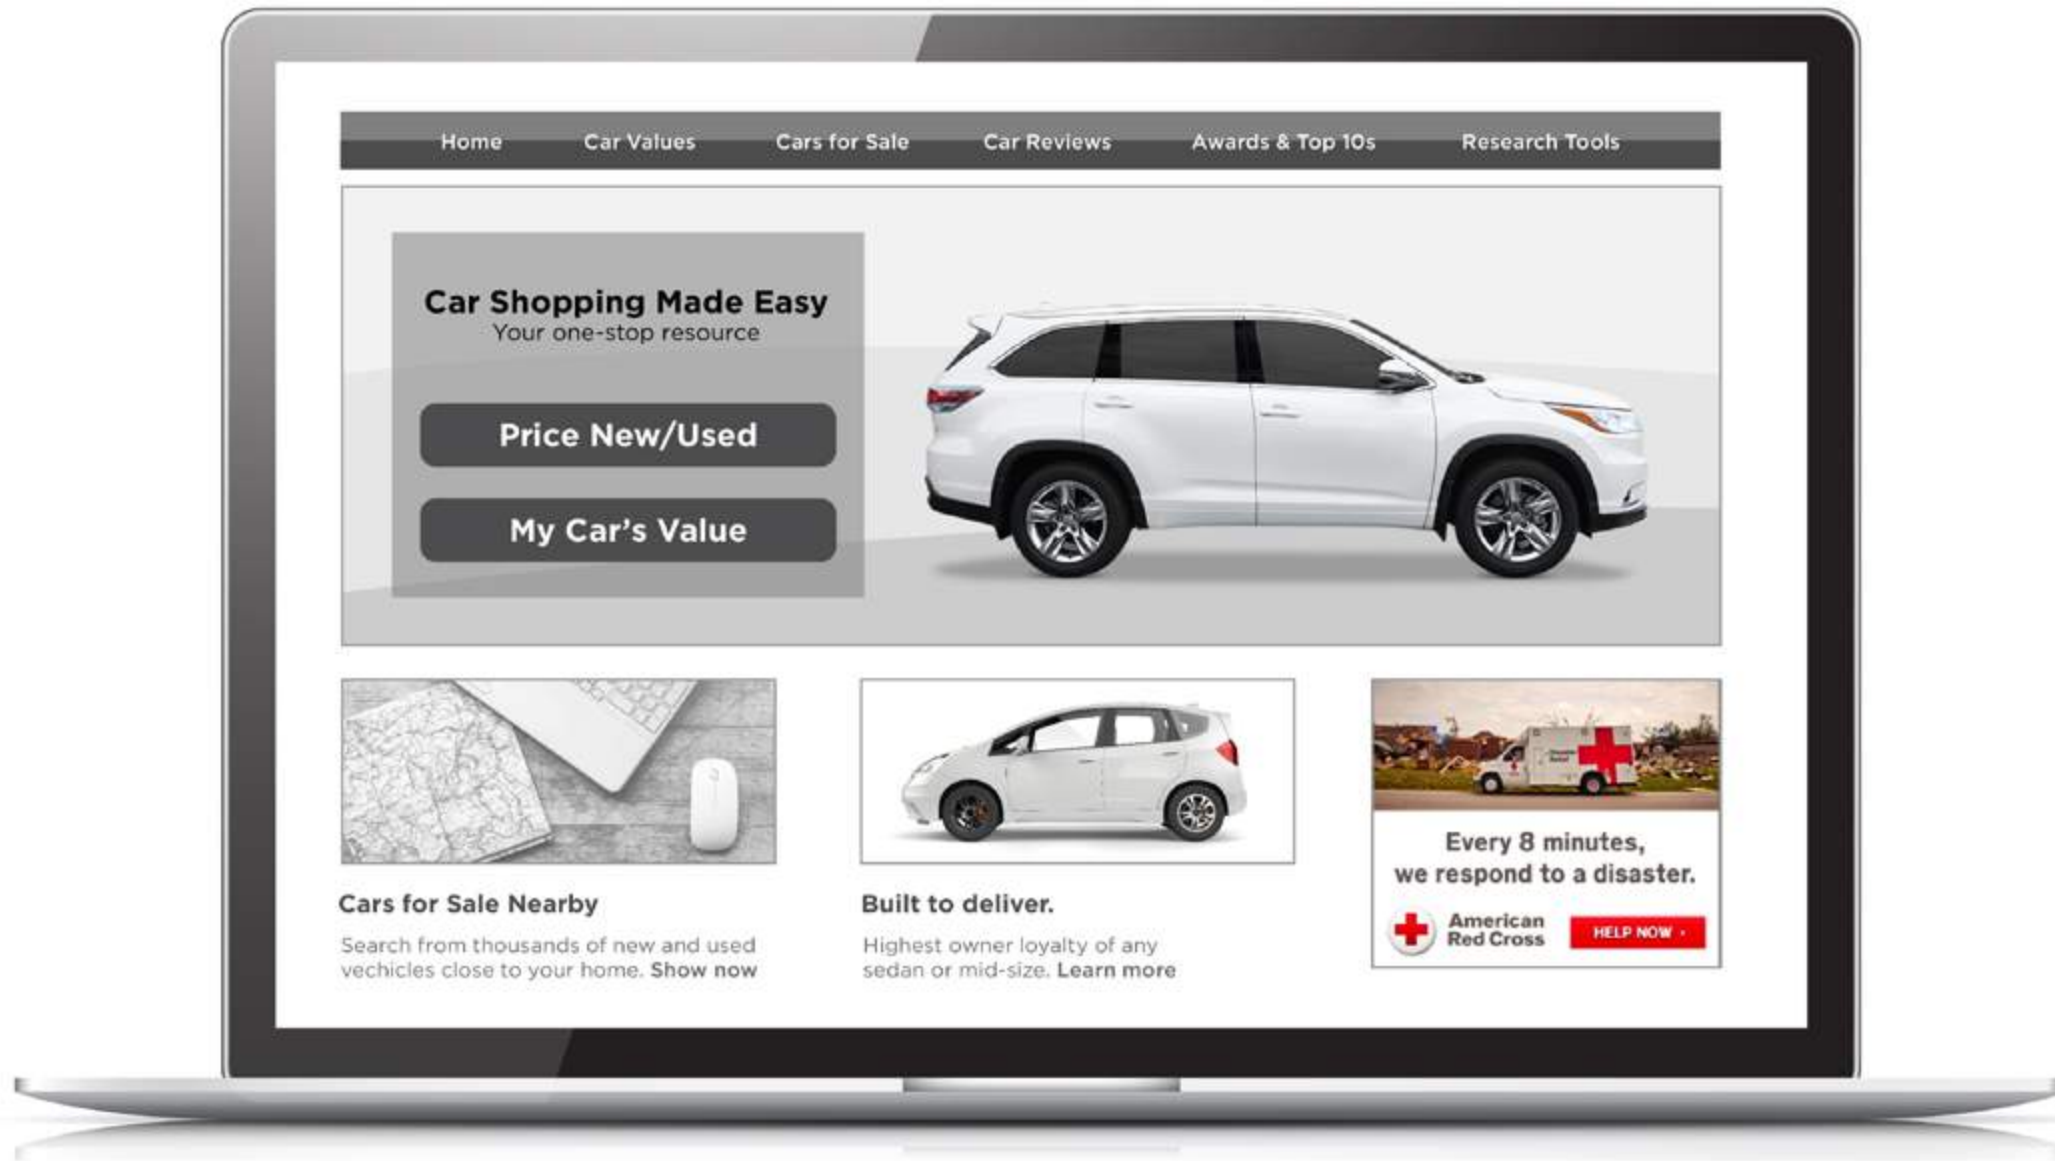 Home
Car Values
Cars for Sale
Car Reviews
Awards & Top 10s
Research Tools
Car Shopping Made Easy
Your one-stop resource
Price New/Used
My Car's Value
Cars for Sale Nearby
Search from thousands of new and used
vechicles close to your home. Show now
Built to deliver.
Highest owner loyalty of any
sedan or mid-size. Learn more
Every 8 minutes,
we respond to a disaster.
American
Red Cross
HELP NOW